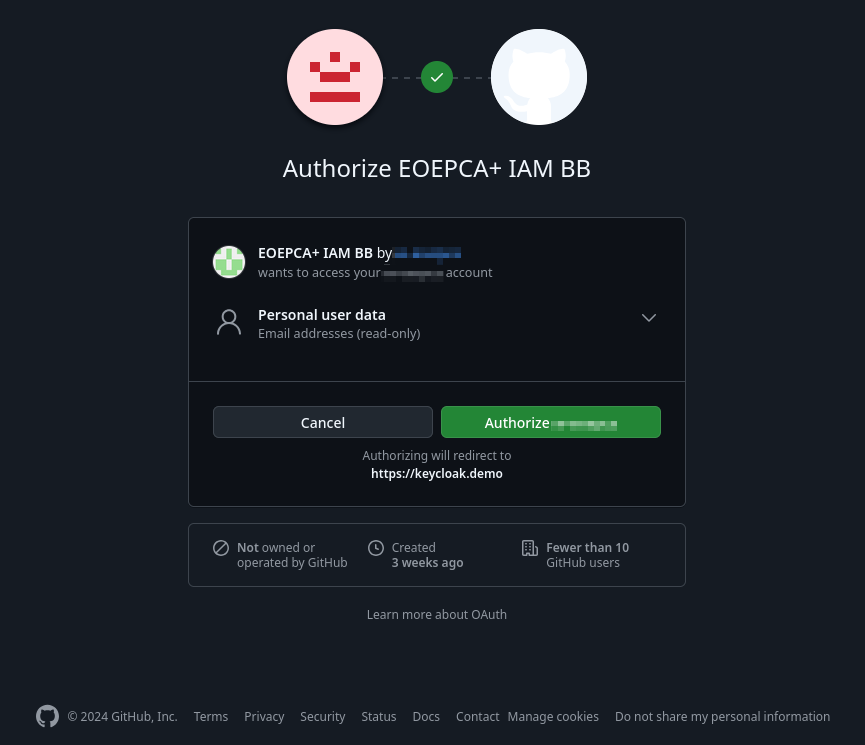 Authorize EOEPCA+ IAM BB
EOEPCA+ IAM BB by
wants to access your account
Personal user data
Email addresses (read-only)
Cancel
Authorize
Authorizing will redirect to
https://keycloak.demo
Not owned or
operated by GitHub
Created
3 weeks ago
Fewer than 10
GitHub users
Learn more about OAuth
© 2024 GitHub, Inc. Terms Privacy Security Status Docs Contact Manage cookies Do not share my personal information